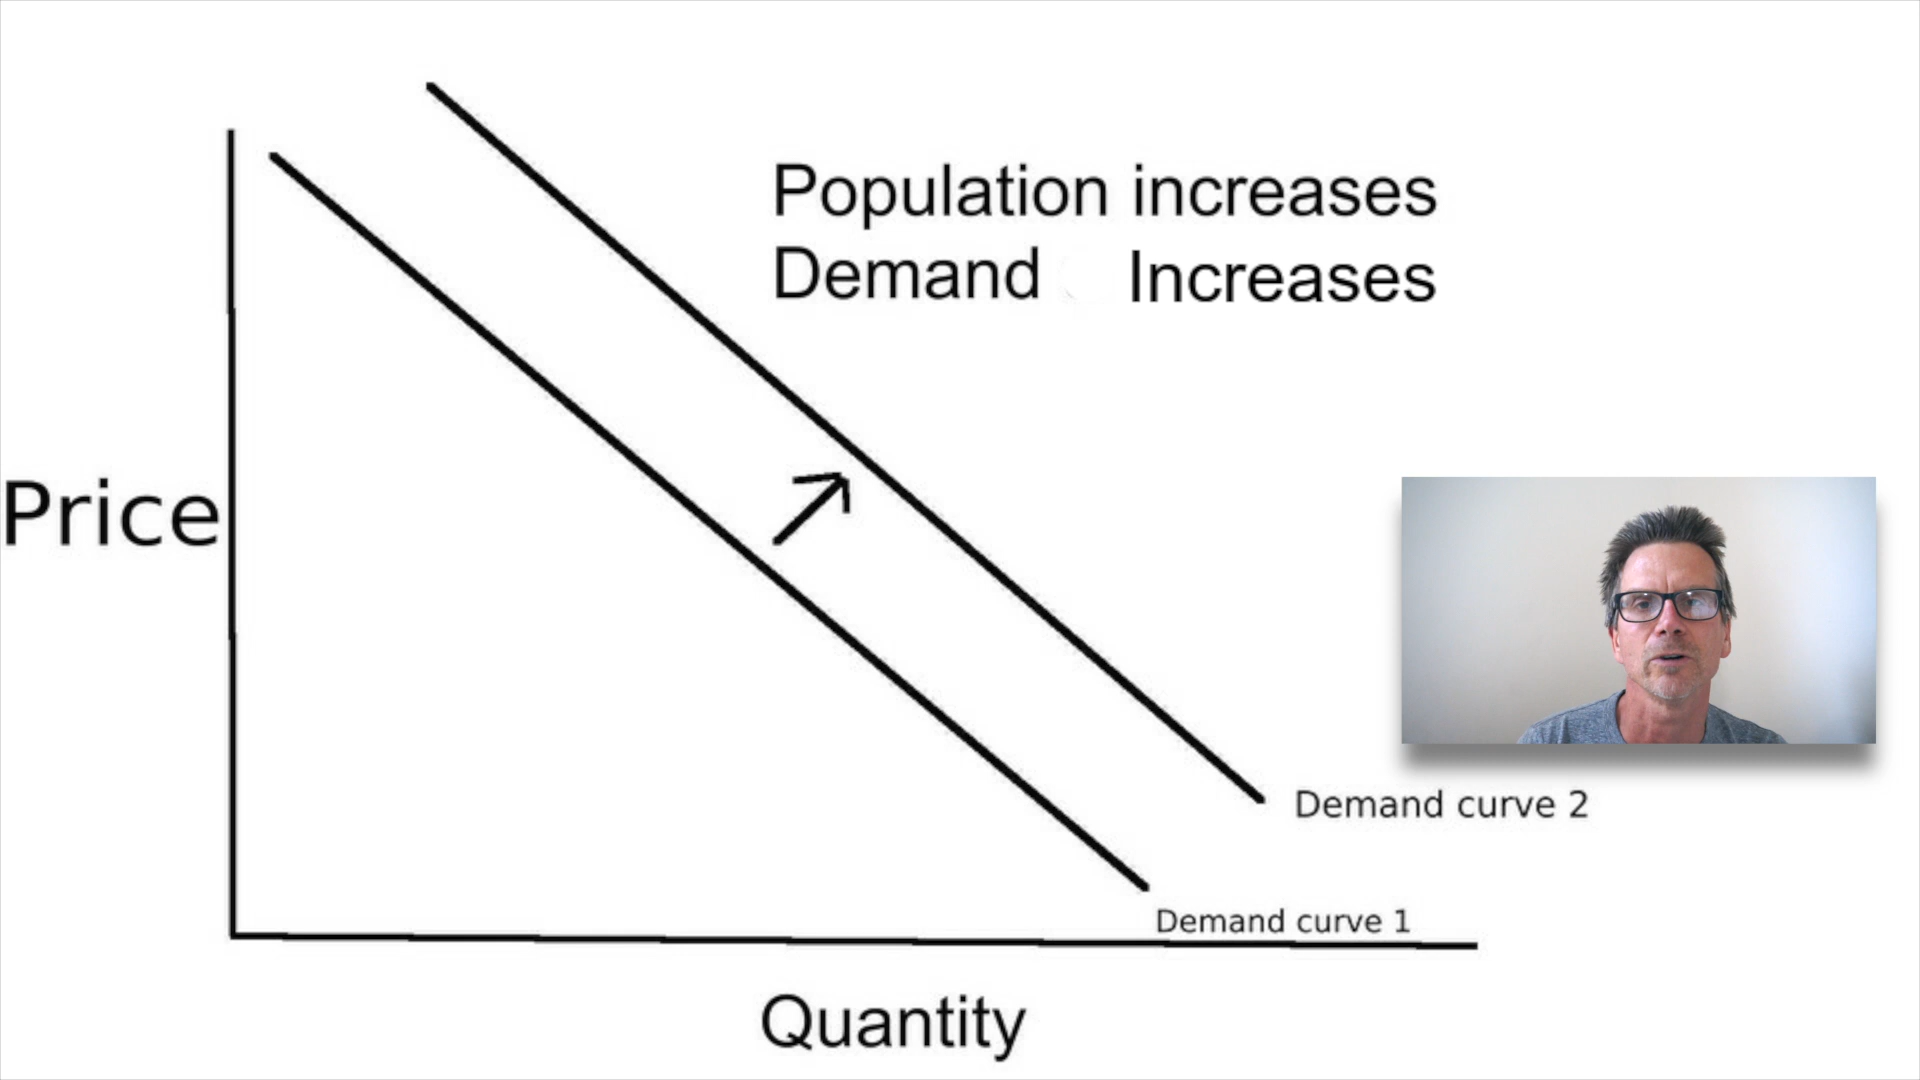 Population increases
Demand Increases
Price
Demand curve 2
Demand curve 1
Quantity